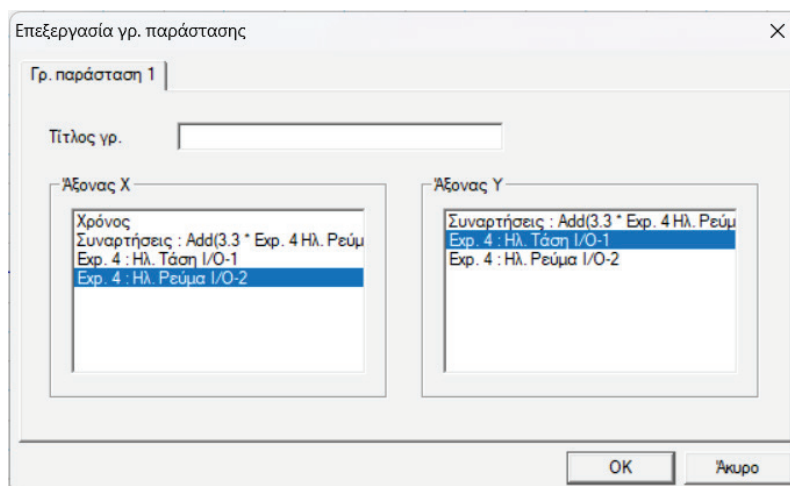 Επεξεργασία γρ. παράστασης
Γρ. παράσταση 1
Τίτλος γρ.
Άξονας X
Χρόνος
Συναρτήσεις : Add(3.3 * Exp. 4 Ηλ. Ρεύμ
Exp. 4 : Ηλ. Τάση I/O-1
Exp. 4 : Ηλ. Ρεύμα I/O-2
Άξονας Y
Συναρτήσεις : Add(3.3 * Exp. 4 Ηλ. Ρεύμ
Exp. 4 : Ηλ. Τάση I/O-1
Exp. 4 : Ηλ. Ρεύμα I/O-2
OK
Άκυρο